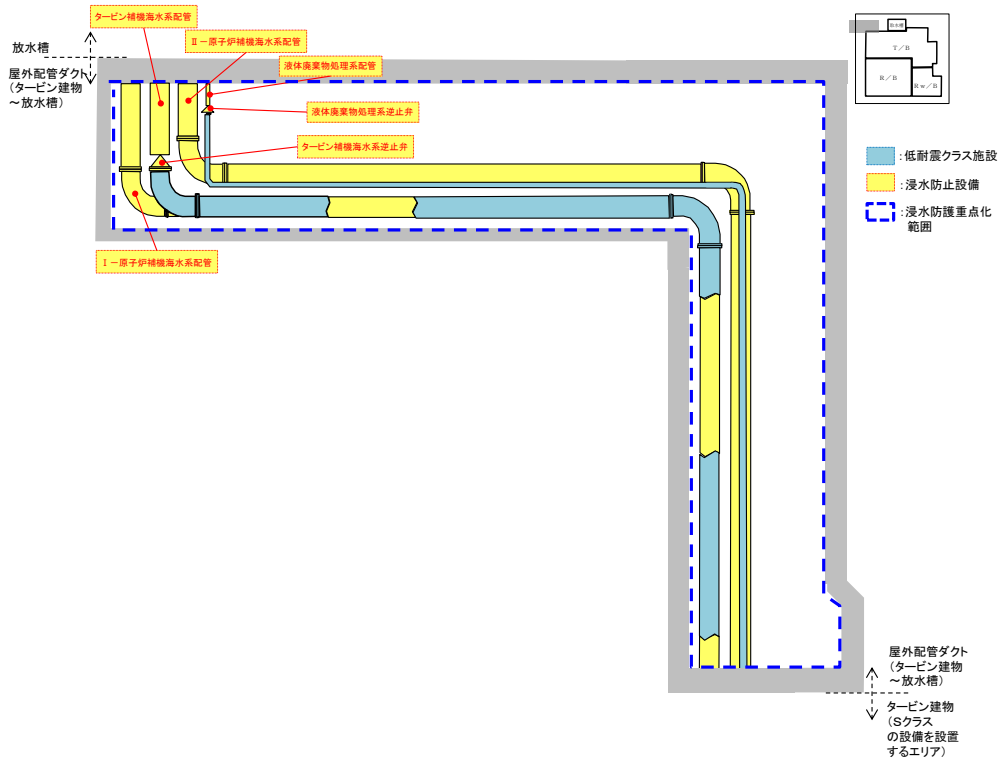 タービン補機海水系配管
放水槽
Ⅱ－原子炉補機海水系配管
屋外配管ダクト
（タービン建物
～放水槽）
液体廃棄物処理系配管
液体廃棄物処理系逆止弁
タービン補機海水系逆止弁
Ⅰ－原子炉補機海水系配管
T／B
R／B
Rw／B
:低耐震クラス施設
:浸水防止設備
:浸水防護重点化
範囲
屋外配管ダクト
（タービン建物
～放水槽）
タービン建物
（Sクラス
の設備を設置
するエリア）